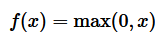 f(x) = max(0, x)